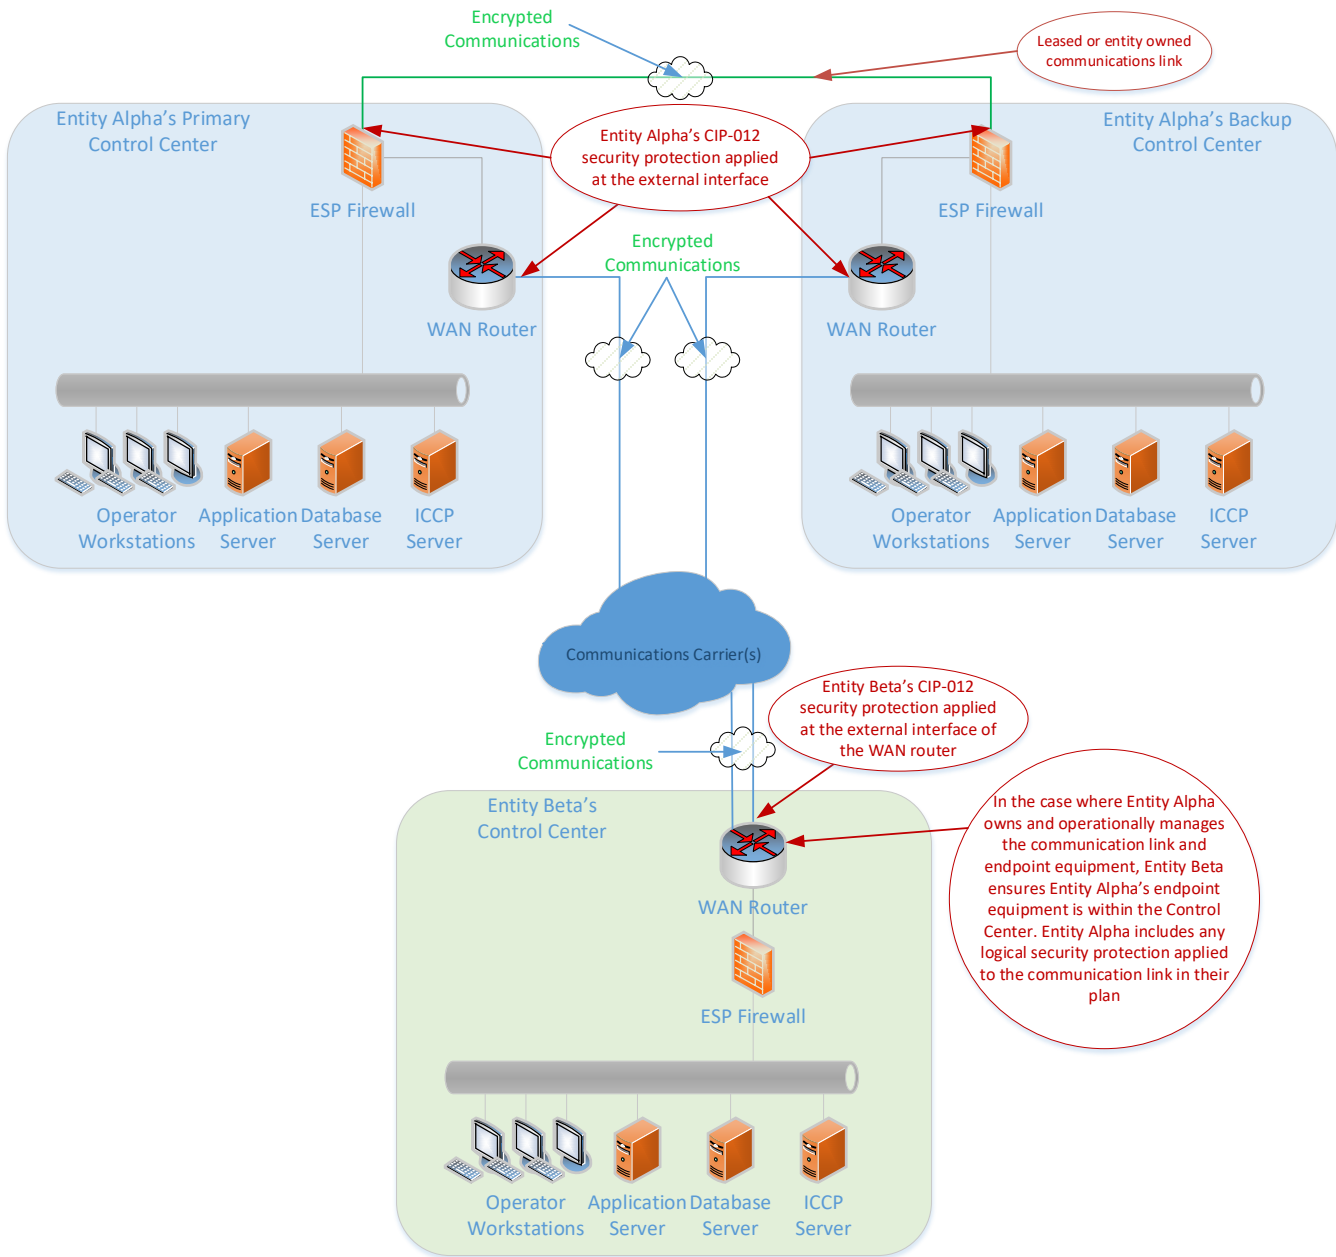 Encrypted
Communications
Leased or entity owned
communications link
Entity Alpha's Primary
Control Center
Entity Alpha's CIP-012
security protection applied
at the external interface
Entity Alpha's Backup
Control Center
ESP Firewall
ESP Firewall
Encrypted
Communications
WAN Router
WAN Router
Operator
Workstations
Application
Server
Database
Server
ICCP
Server
Operator
Workstations
Application
Server
Database
Server
ICCP
Server
Communications Carrier(s)
Entity Beta's CIP-012
security protection applied
at the external interface of
the WAN router
Encrypted
Communications
Entity Beta's
Control Center
In the case where Entity Alpha
owns and operationally manages
the communication link and
endpoint equipment, Entity Beta
ensures Entity Alpha's endpoint
equipment is within the Control
Center. Entity Alpha includes any
logical security protection applied
to the communication link in their
plan
WAN Router
ESP Firewall
Operator
Workstations
Application
Server
Database
Server
ICCP
Server